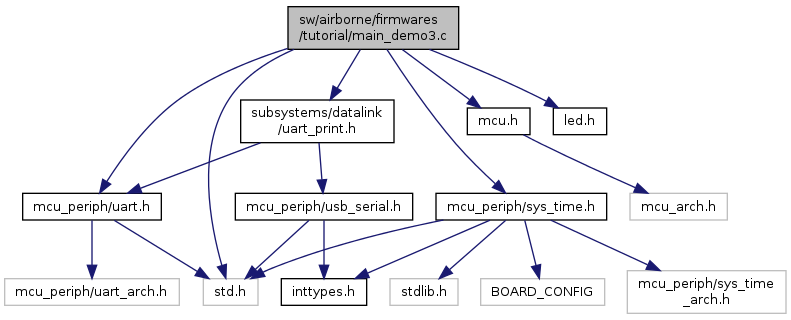 sw/airborne/firmwares
/tutorial/main_demo3.c
subsystems/datalink
/uart_print.h
mcu.h
led.h
mcu_periph/uart.h
mcu_periph/usb_serial.h
mcu_periph/sys_time.h
mcu_arch.h
mcu_periph/uart_arch.h
std.h
inttypes.h
stdlib.h
BOARD_CONFIG
mcu_periph/sys_time
_arch.h